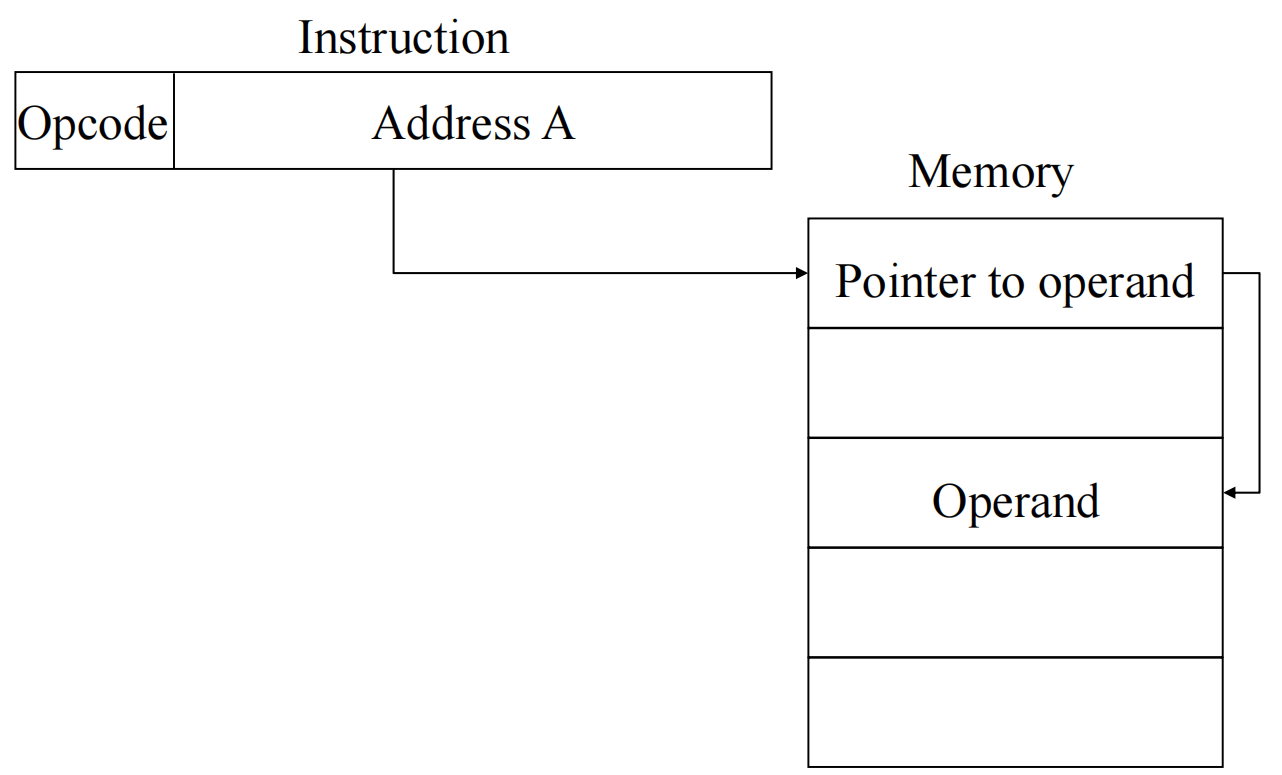 Instruction
Opcode
Address A
Memory
Pointer to operand
Operand